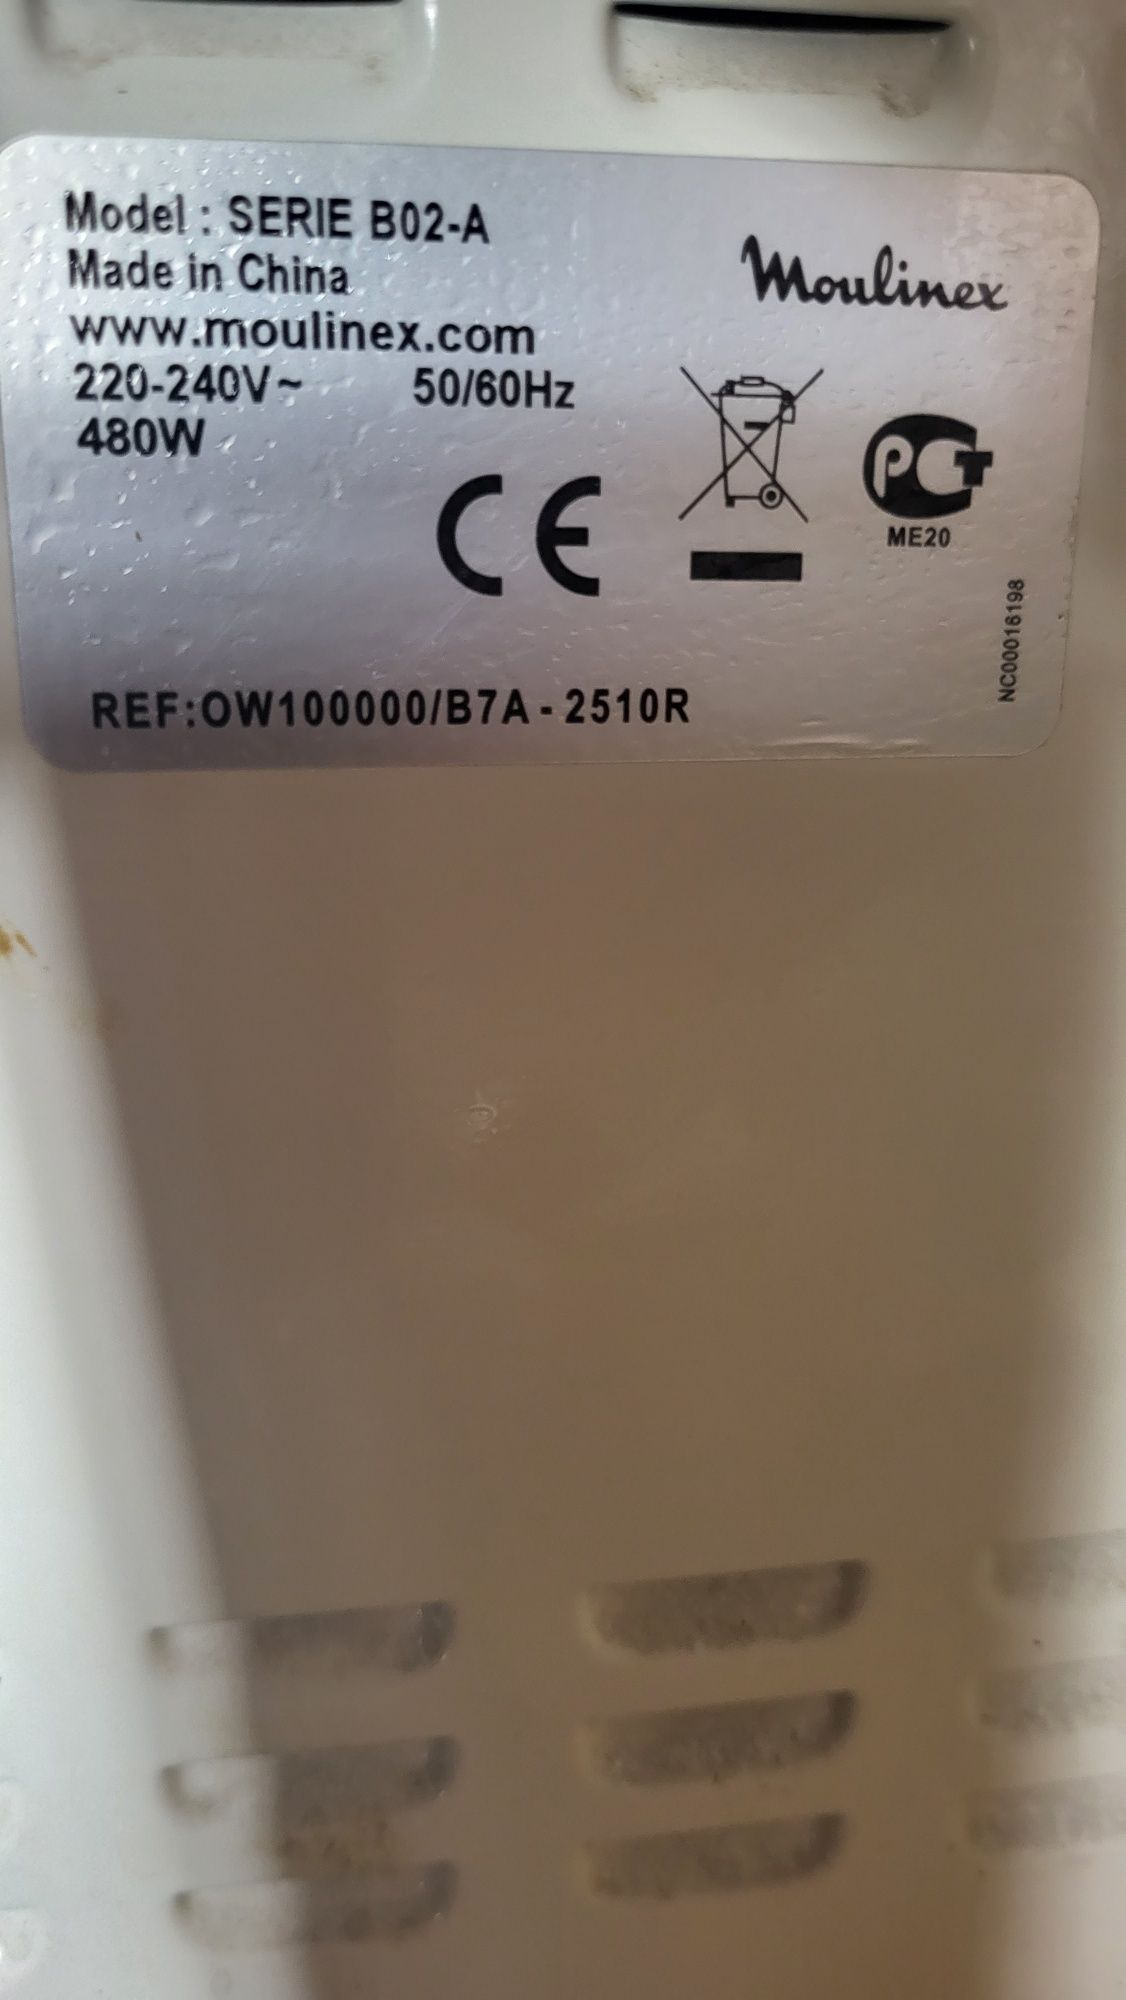 Model : SERIE B02-A
Made in China
www.moulinex.com
220-240V~ 50/60Hz
480W
Moulinex
CE
PCT
ME20
NC00016198
REF:OW100000/B7A - 2510R